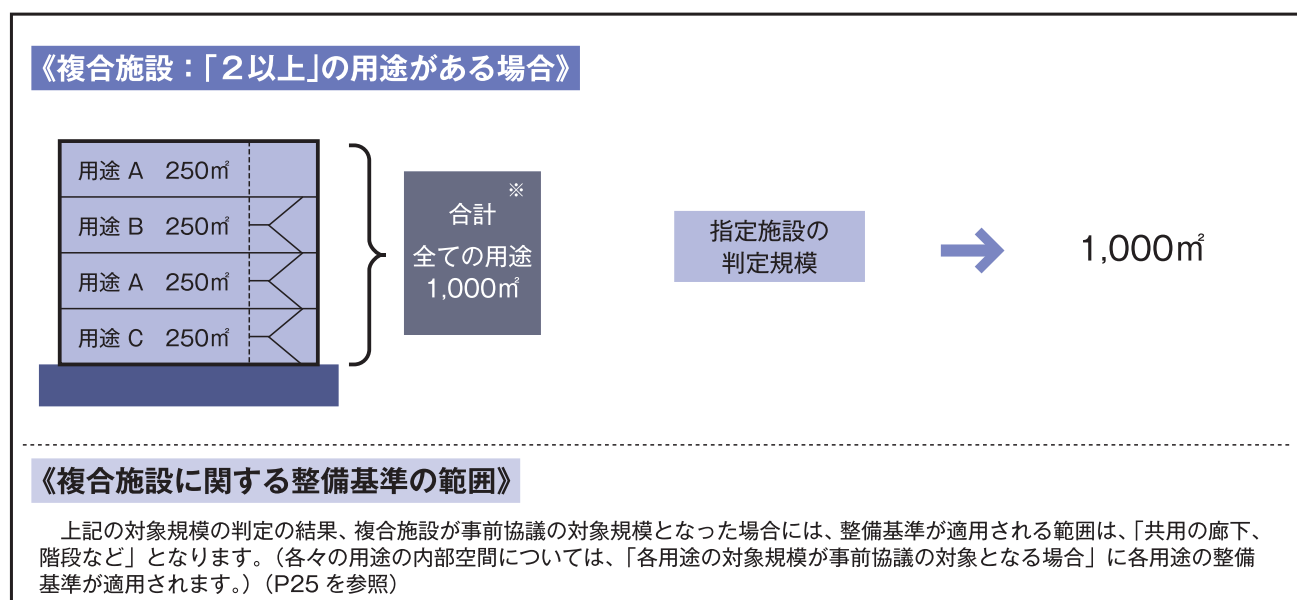 《複合施設：「２以上」の用途がある場合》
用途 A　250㎡
用途 B　250㎡
用途 A　250㎡
用途 C　250㎡
※
合計
全ての用途
1,000㎡
指定施設の
判定規模
1,000㎡
《複合施設に関する整備基準の範囲》
上記の対象規模の判定の結果、複合施設が事前協議の対象規模となった場合には、整備基準が適用される範囲は、「共用の廊下、
階段など」となります。（各々の用途の内部空間については、「各用途の対象規模が事前協議の対象となる場合」に各用途の整備
基準が適用されます。）（P25 を参照）